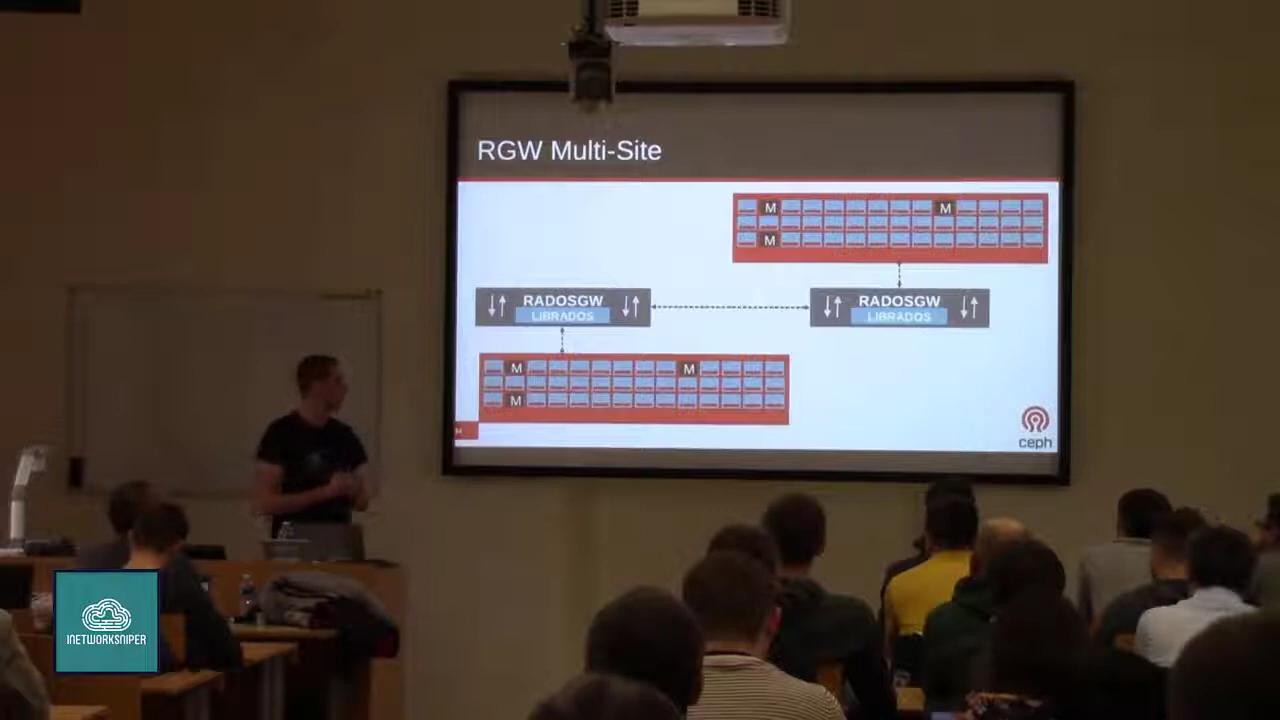 RGW Multi-Site
M M
M
RADOSGW
LIBRADOS
RADOSGW
LIBRADOS
M M
M
ceph
INETWORKSNIPER